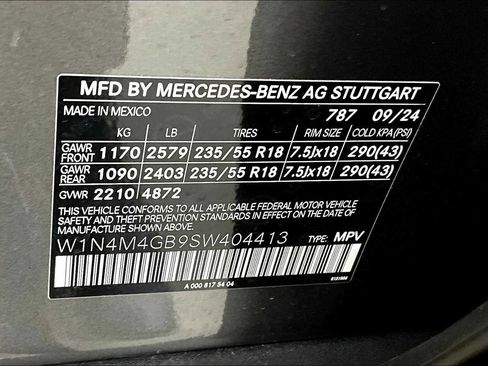 MFD BY MERCEDES-BENZ AG STUTTGART
MADE IN MEXICO 787 09/24
KG LB TIRES RIM SIZE COLD KPA (PSI)
GAWR FRONT 1170 2579 235/55 R18 7.5Jx18 290(43)
GAWR REAR 1090 2403 235/55 R18 7.5Jx18 290(43)
GVWR 2210 4872
THIS VEHICLE CONFORMS TO ALL APPLICABLE FEDERAL MOTOR VEHICLE
SAFETY AND THEFT PREVENTION STANDARDS IN EFFECT ON THE DATE OF
MANUFACTURE SHOWN ABOVE.
W1N4M4GB9SW404413 TYPE: MPV
A 000 817 54 04